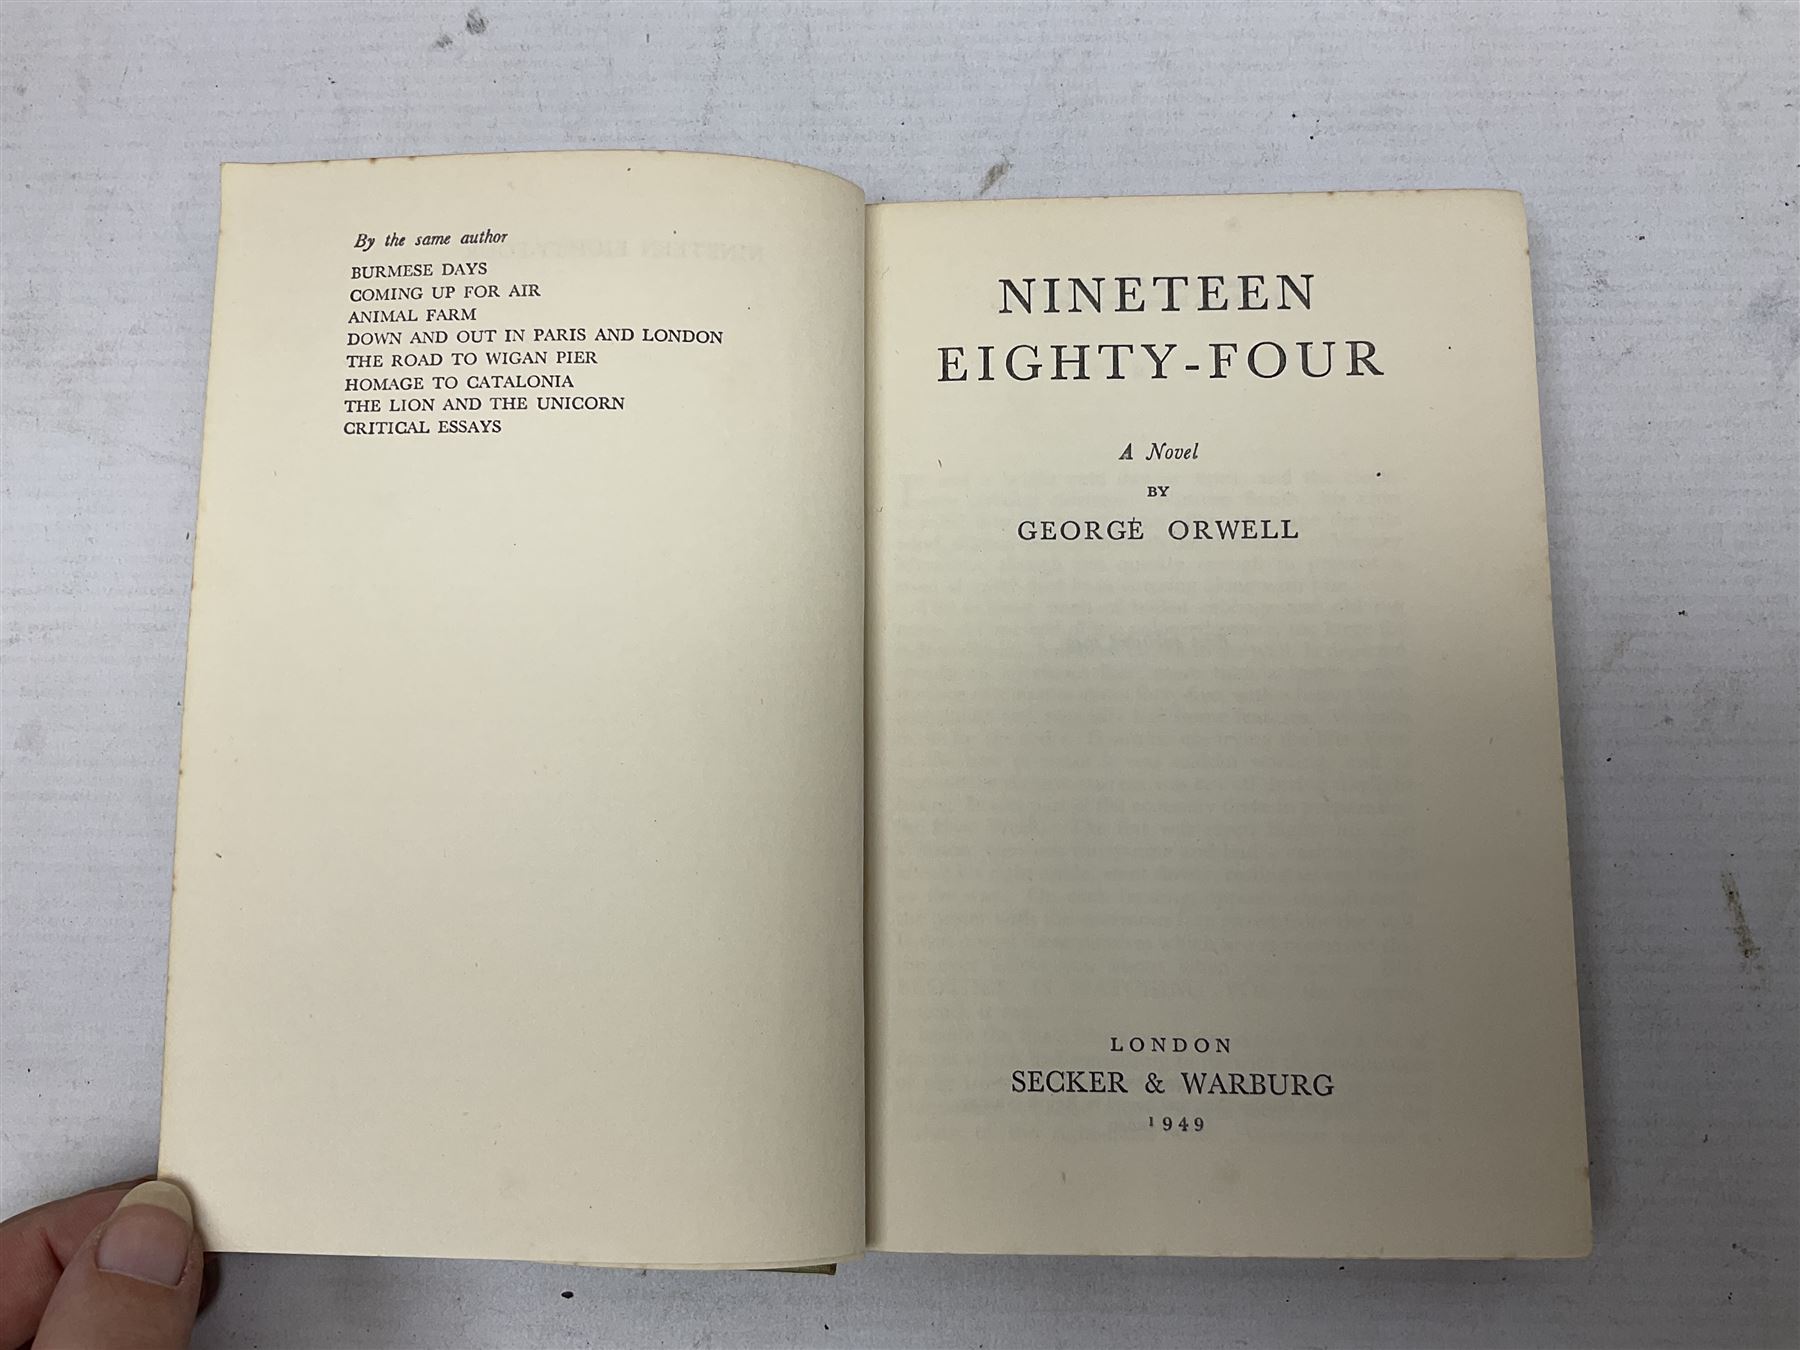 By the same author
BURMESE DAYS
COMING UP FOR AIR
ANIMAL FARM
DOWN AND OUT IN PARIS AND LONDON
THE ROAD TO WIGAN PIER
HOMAGE TO CATALONIA
THE LION AND THE UNICORN
CRITICAL ESSAYS
NINETEEN
EIGHTY-FOUR
A Novel
BY
GEORGE ORWELL
LONDON
SECKER & WARBURG
1949